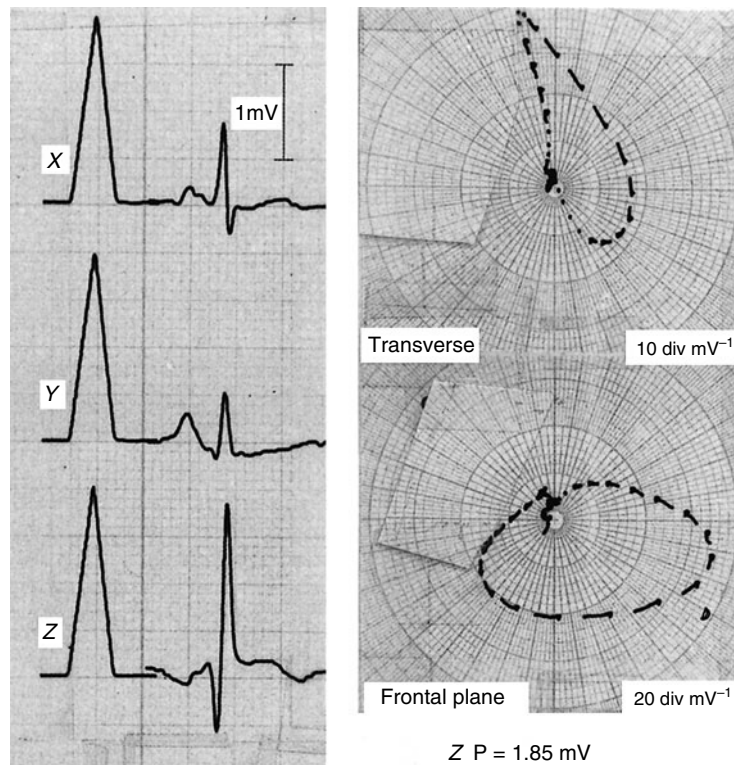 X
1mV
Y
Z
Transverse
10 div mV⁻¹
Frontal plane
20 div mV⁻¹
Z P = 1.85 mV